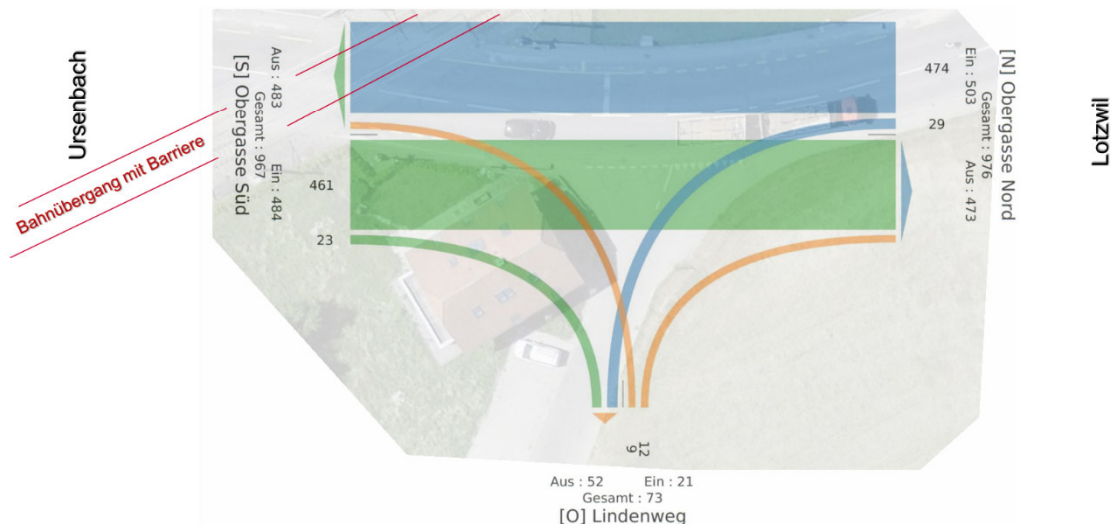 Ursenbach
Bahnübergang mit Barriere
[S] Obergasse Süd
Gesamt : 967
Aus : 483
Ein : 484
461
23
474
29
[N] Obergasse Nord
Gesamt : 976
Ein : 503
Aus : 473
Lotzwil
9
12
Aus : 52 Ein : 21
Gesamt : 73
[O] Lindenweg